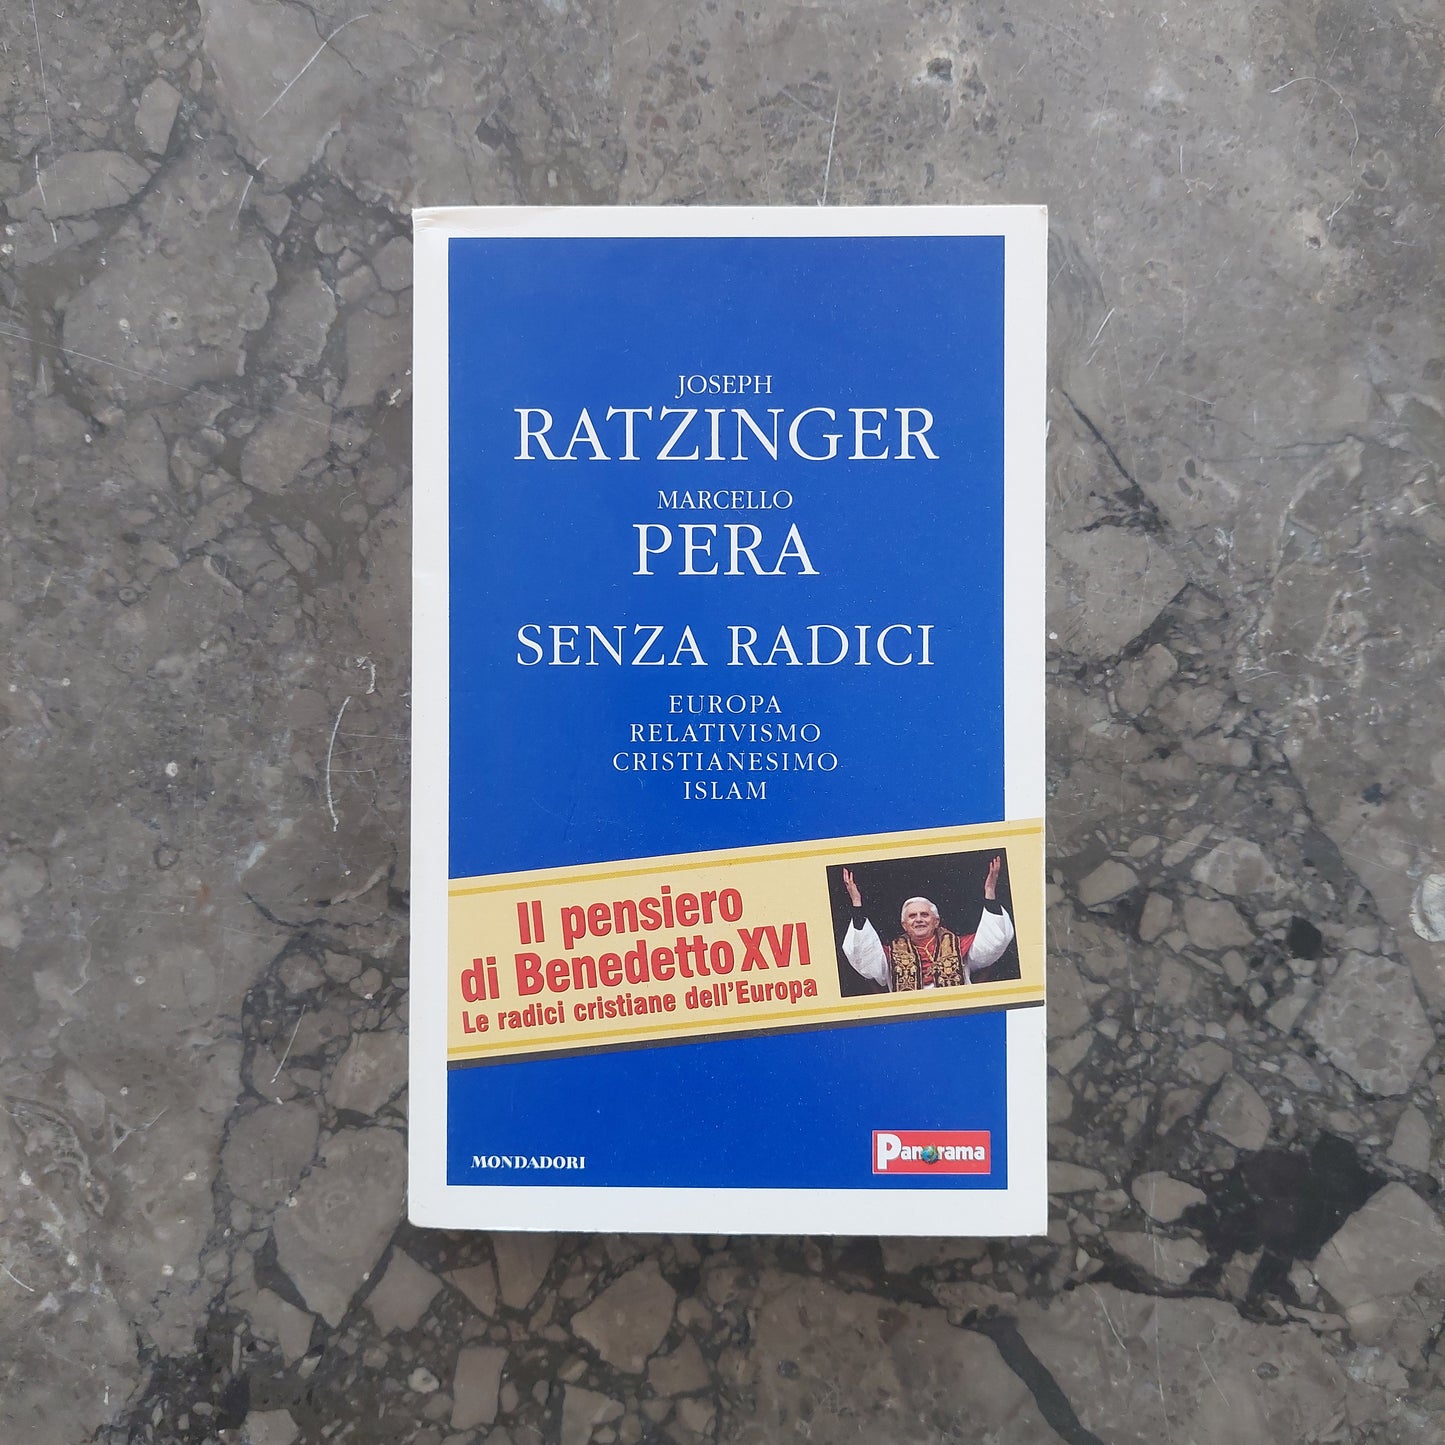 JOSEPH
RATZINGER
MARCELLO
PERA
SENZA RADICI
EUROPA
RELATIVISMO
CRISTIANESIMO
ISLAM
Il pensiero
di Benedetto XVI
Le radici cristiane dell'Europa
MONDADORI
Panorama